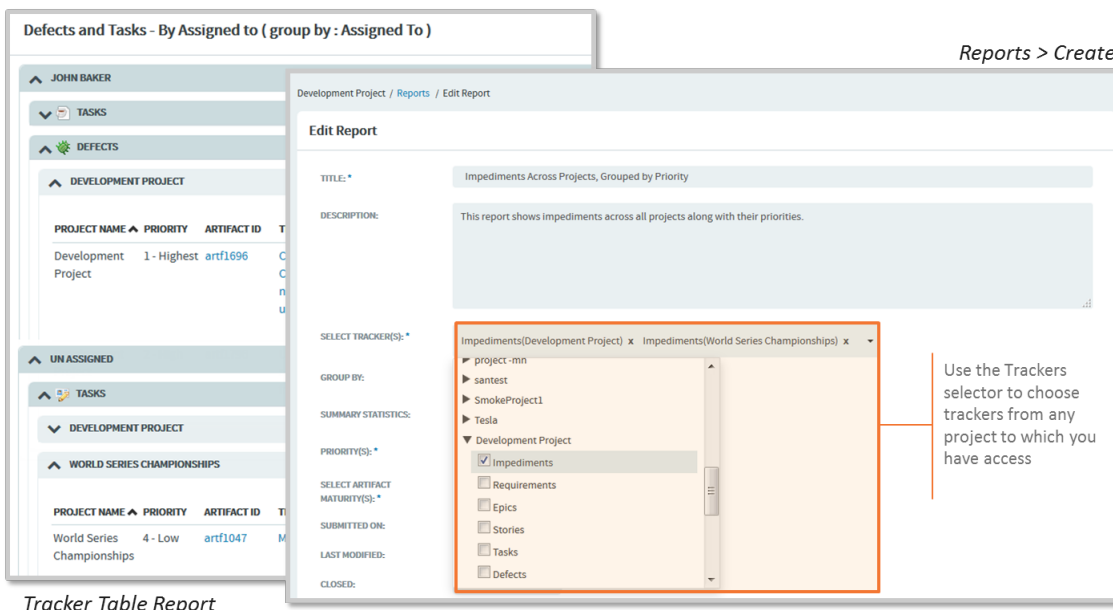 Defects and Tasks - By Assigned to ( group by : Assigned To )
JOHN BAKER
TASKS
DEFECTS
DEVELOPMENT PROJECT
PROJECT NAME PRIORITY ARTIFACT ID T
Development 1 - Highest artf1696 C
Project C
n
u
UN ASSIGNED
TASKS
DEVELOPMENT PROJECT
WORLD SERIES CHAMPIONSHIPS
PROJECT NAME PRIORITY ARTIFACT ID TI
World Series 4 - Low artf1047 M
Championships
Tracker Table Report
Reports > Create
Development Project / Reports / Edit Report
Edit Report
TITLE: * Impediments Across Projects, Grouped by Priority
DESCRIPTION: This report shows impediments across all projects along with their priorities.
SELECT TRACKER(S): * Impediments(Development Project) x Impediments(World Series Championships) x
project -mn
santest
SmokeProject1
Tesla
Development Project
Impediments
Requirements
Epics
Stories
Tasks
Defects
GROUP BY:
SUMMARY STATISTICS:
PRIORITY(S): *
SELECT ARTIFACT
MATURITY(S): *
SUBMITTED ON:
LAST MODIFIED:
CLOSED:
Use the Trackers
selector to choose
trackers from any
project to which you
have access